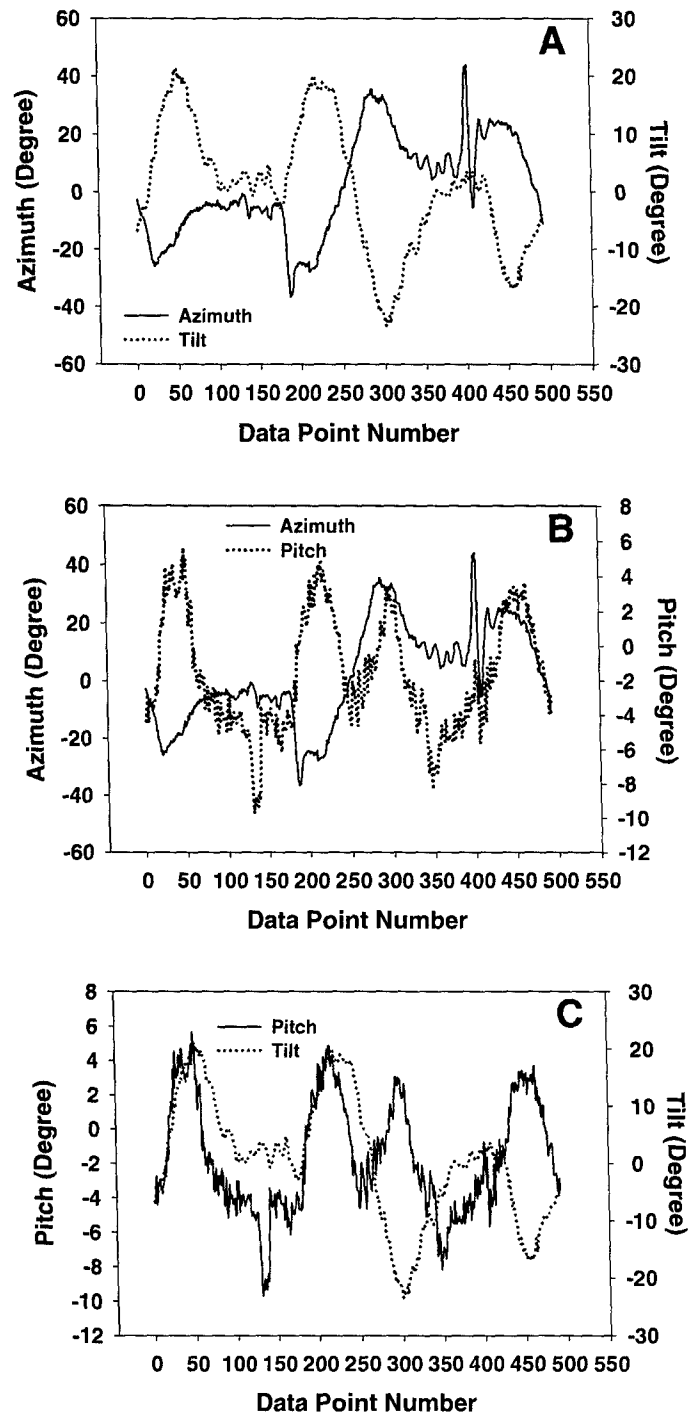 A
60
40
20
0
-20
-40
-60
Azimuth (Degree)
30
20
10
0
-10
-20
-30
Tilt (Degree)
Azimuth
Tilt
0 50 100 150 200 250 300 350 400 450 500 550
Data Point Number
B
60
40
20
0
-20
-40
-60
Azimuth (Degree)
8
6
4
2
0
-2
-4
-6
-8
-10
-12
Pitch (Degree)
Azimuth
Pitch
0 50 100 150 200 250 300 350 400 450 500 550
Data Point Number
C
8
6
4
2
0
-2
-4
-6
-8
-10
-12
Pitch (Degree)
30
20
10
0
-10
-20
-30
Tilt (Degree)
Pitch
Tilt
0 50 100 150 200 250 300 350 400 450 500 550
Data Point Number